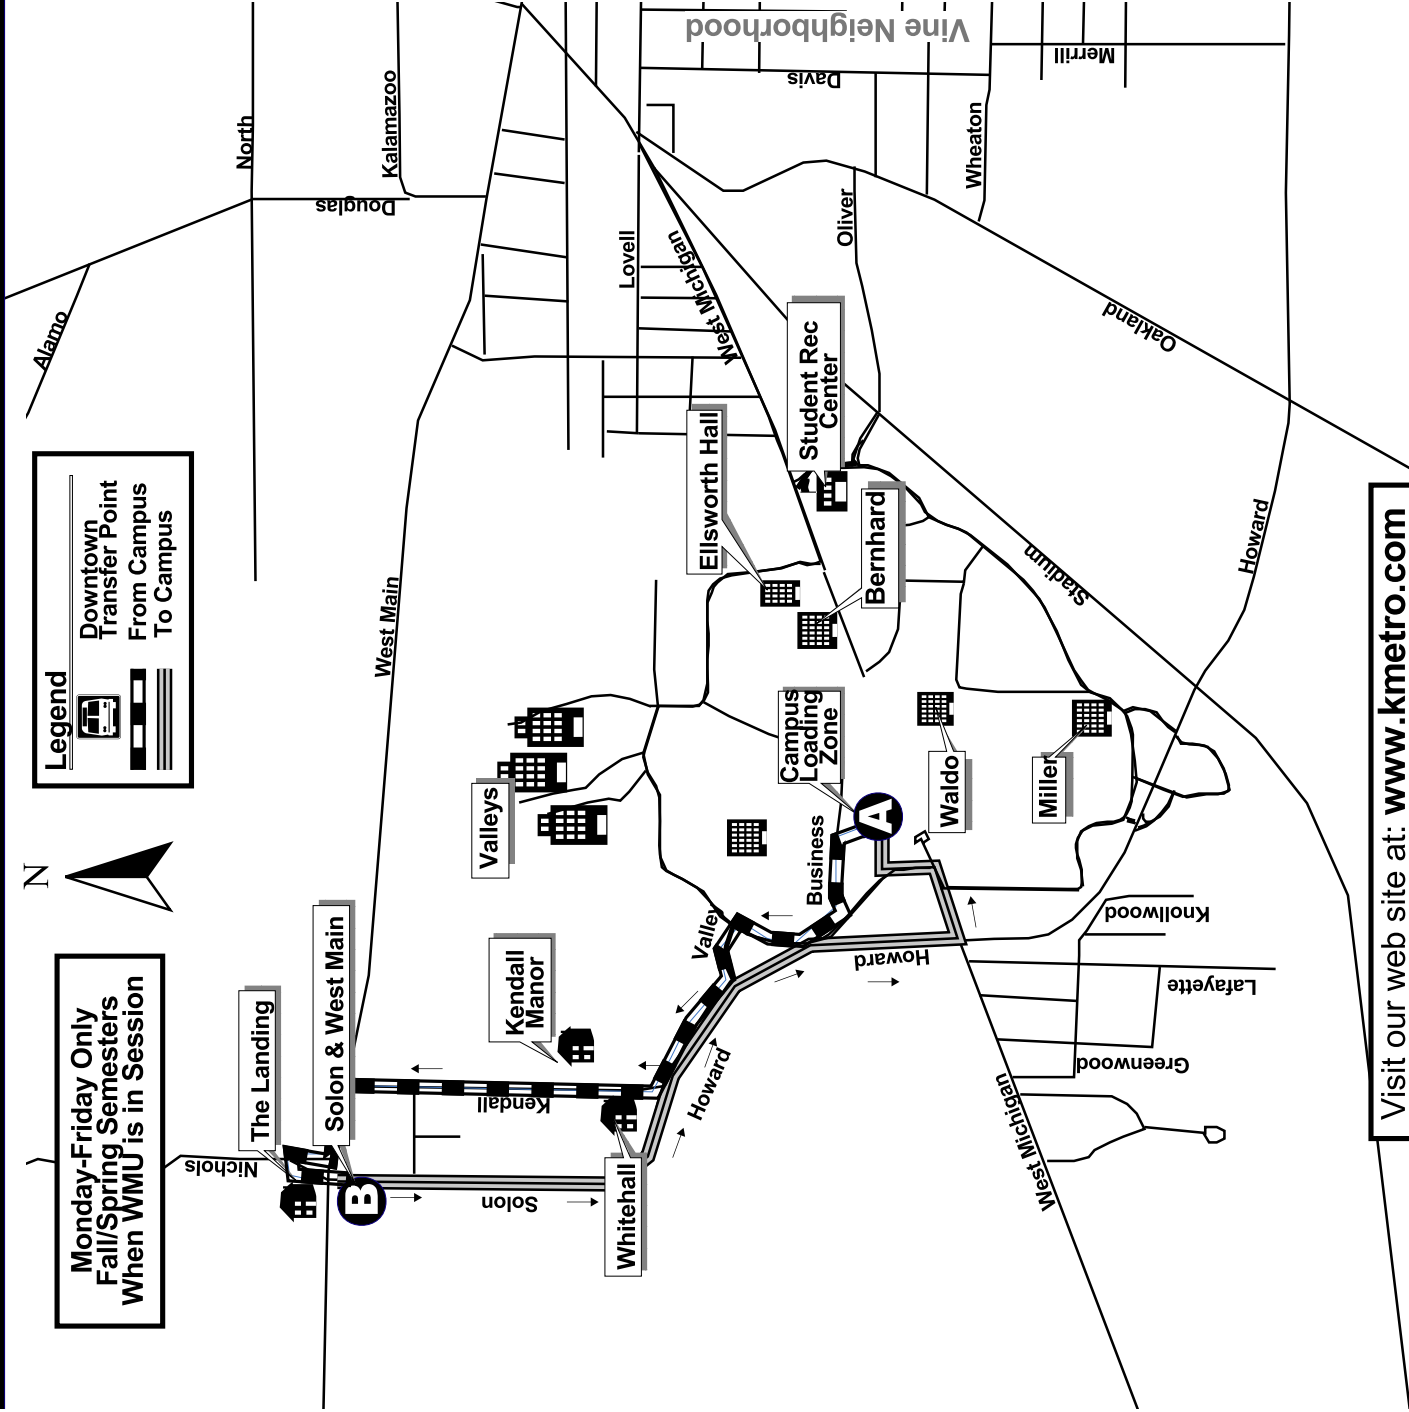 Monday-Friday Only
Fall/Spring Semesters
When WMU is in Session
N
Legend
Downtown
Transfer Point
From Campus
To Campus
Alamo
North
Kalamazoo
Douglas
West Main
The Landing
Solon & West Main
Nichols
B
Kendall
Solon
Kendall
Manor
Whitehall
Valleys
Valley
Howard
Business
Howard
Campus
Loading
Zone
A
Ellsworth Hall
Bernhard
Student Rec
Center
Waldo
Miller
Lovell
West Michigan
Oliver
Vine Neighborhood
Davis
Wheaton
Merrill
Oakland
Stadium
Howard
Knollwood
Lafayette
Greenwood
West Michigan
Visit our web site at: www.kmetro.com